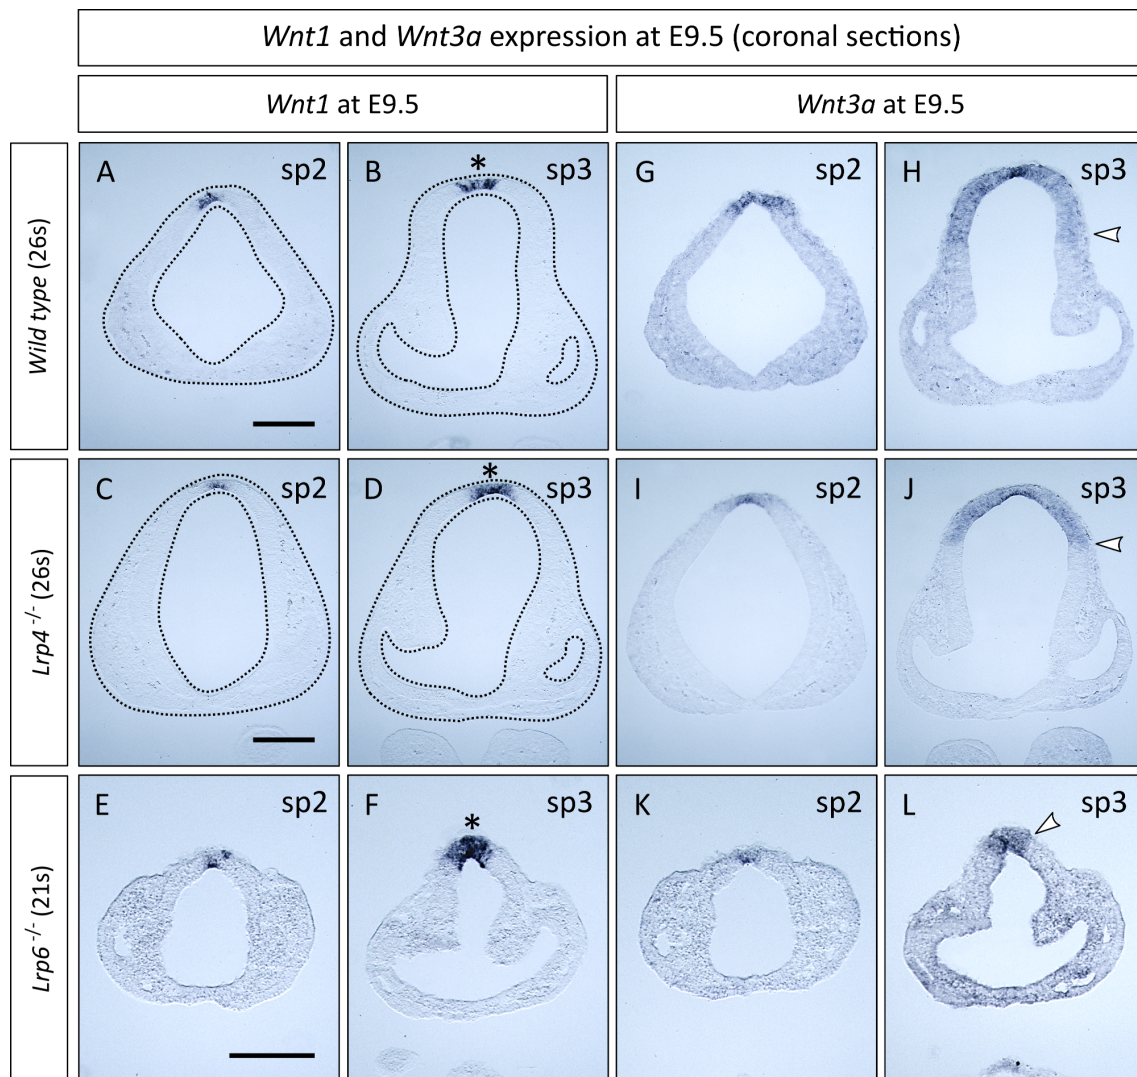 Wnt1 and Wnt3a expression at E9.5 (coronal sections)
Wnt1 at E9.5
Wnt3a at E9.5
Wild type (26s)
A
sp2
B
*
sp3
G
sp2
H
sp3
Lrp4 -/- (26s)
C
sp2
D
*
sp3
I
sp2
J
sp3
Lrp6 -/- (21s)
E
sp2
F
*
sp3
K
sp2
L
sp3